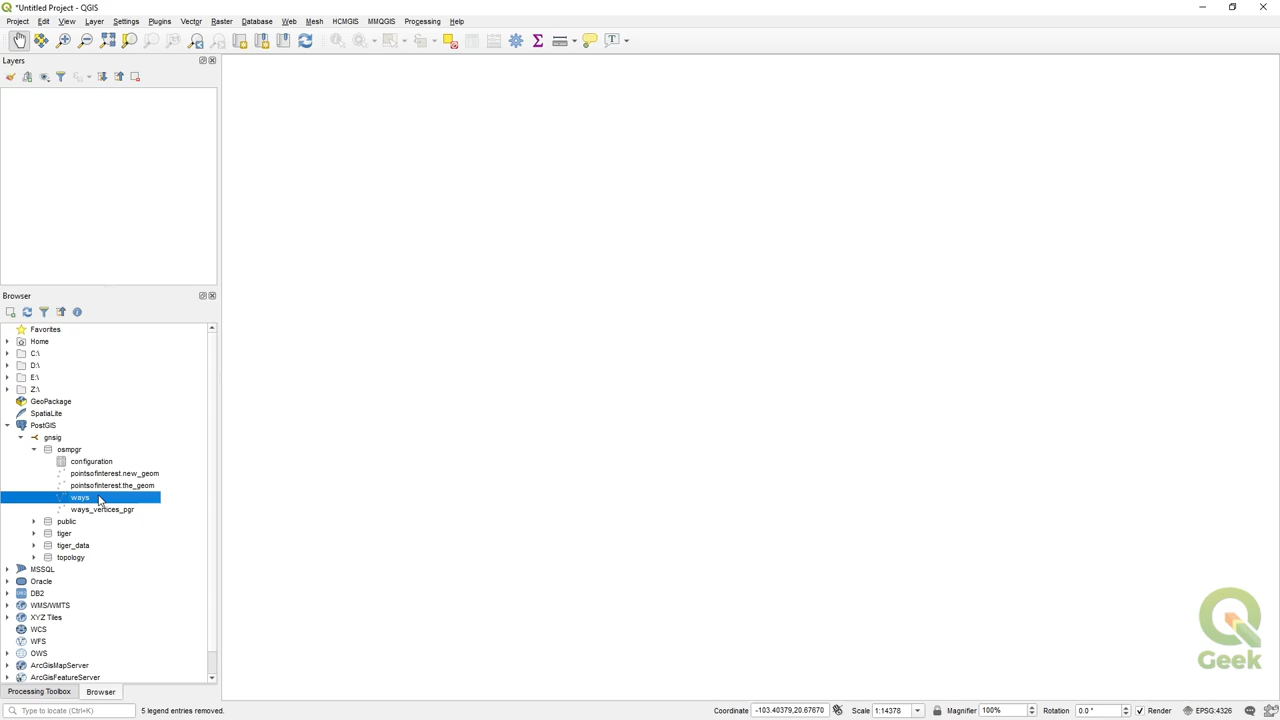 *Untitled Project - QGIS
Project Edit View Layer Settings Plugins Vector Raster Database Web Mesh HCMGIS MMQGIS Processing Help
Layers
Browser
Favorites
Home
C:\
D:\
E:\
Z:\
GeoPackage
SpatiaLite
PostGIS
gnsig
osmpgr
configuration
pointsofinterest.new_geom
pointsofinterest.the_geom
ways
ways_vertices_pgr
public
tiger
tiger_data
topology
MSSQL
Oracle
DB2
WMS/WMTS
XYZ Tiles
WCS
WFS
OWS
ArcGisMapServer
ArcGisFeatureServer
Geek
Processing Toolbox Browser
Type to locate (Ctrl+K) 5 legend entries removed. Coordinate -103.40379,20.67670 Scale 1:14378 Magnifier 100% Rotation 0.0 ° Render EPSG:4326